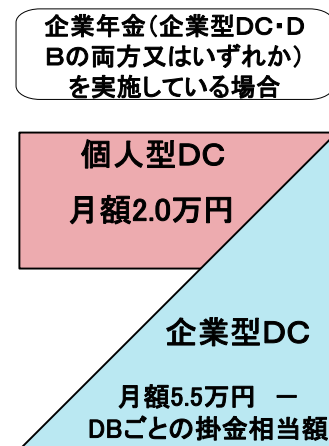 企業年金(企業型DC・D
Bの両方又はいずれか)
を実施している場合
個人型DC
月額2.0万円
企業型DC
月額5.5万円 ー
DBごとの掛金相当額